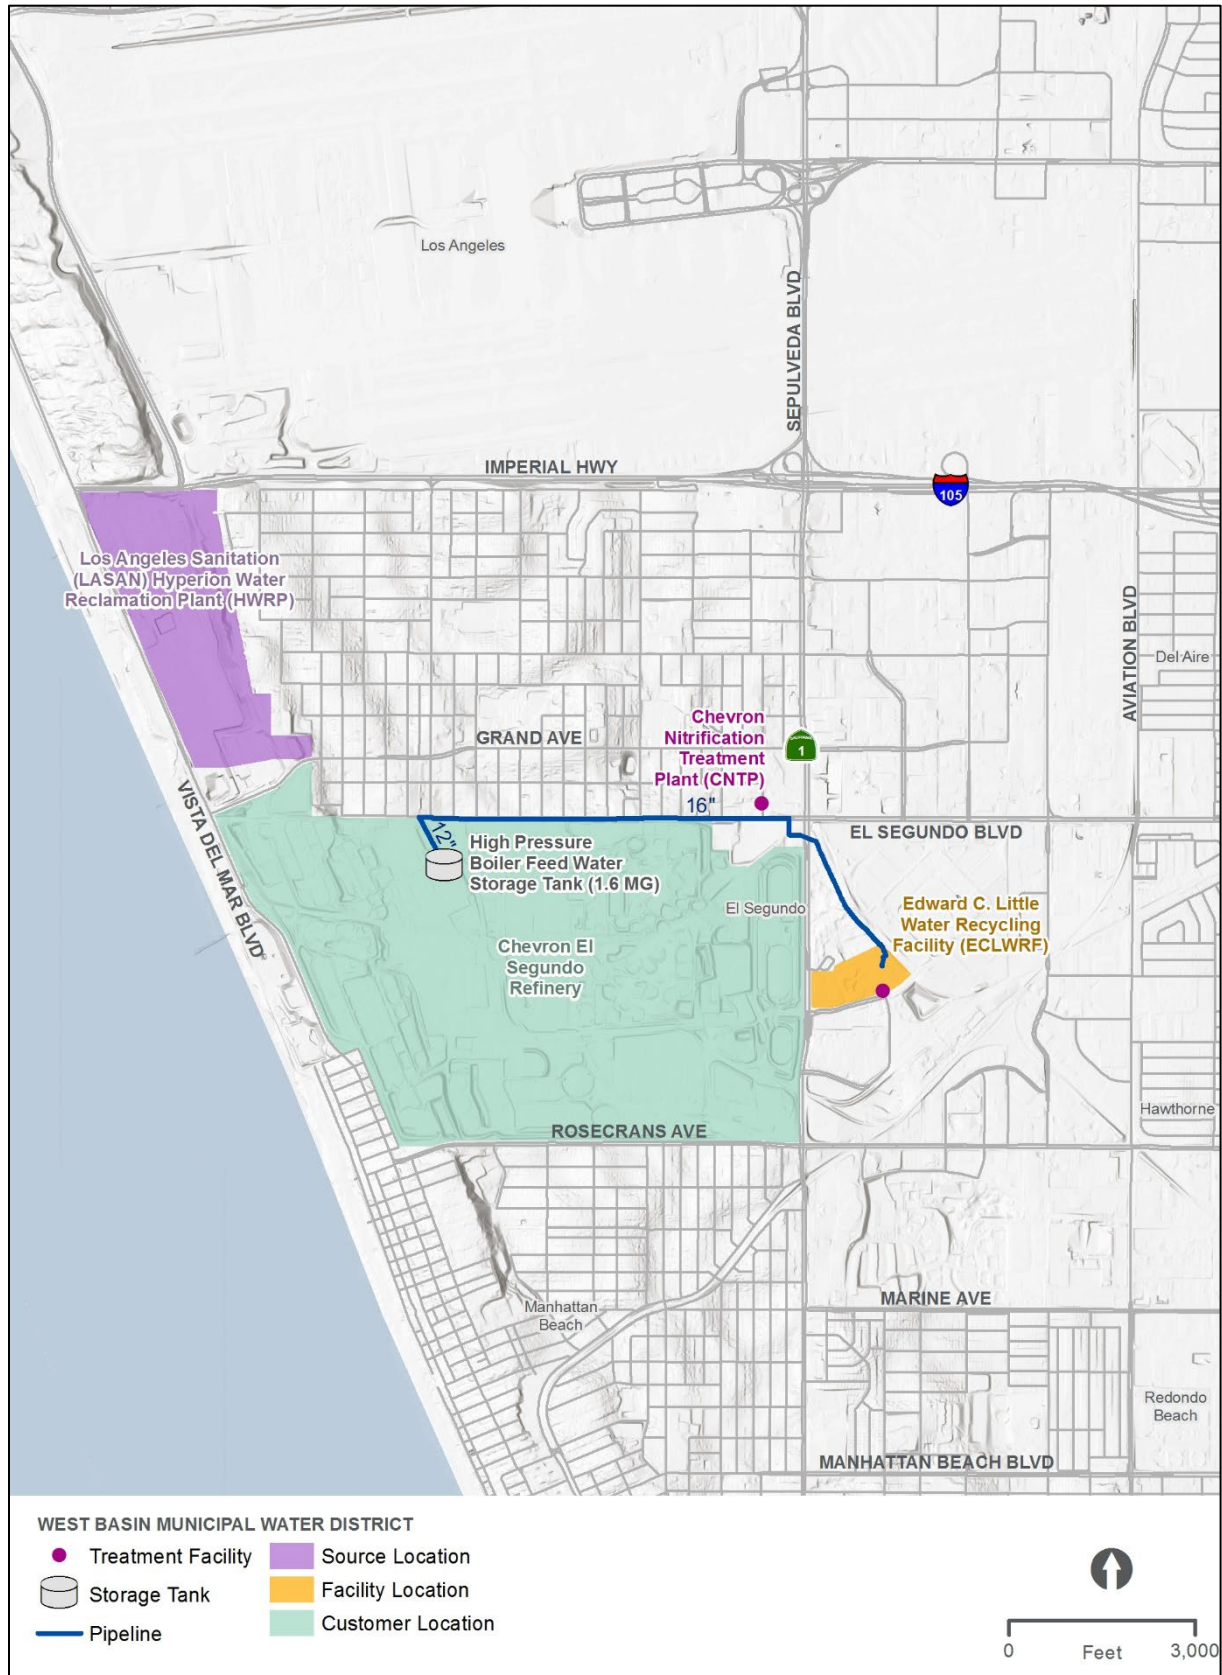 Los Angeles
SEPULVEDA BLVD
IMPERIAL HWY
105
Los Angeles Sanitation
(LASAN) Hyperion Water
Reclamation Plant (HWRP)
AVIATION BLVD
Del Aire
Chevron
Nitrification
Treatment
Plant (CNTP)
GRAND AVE
1
VISTA DEL MAR BLVD
16"
12"
EL SEGUNDO BLVD
High Pressure
Boiler Feed Water
Storage Tank (1.6 MG)
El Segundo
Edward C. Little
Water Recycling
Facility (ECLWRF)
Chevron El
Segundo
Refinery
Hawthorne
ROSECRANS AVE
Manhattan
Beach
MARINE AVE
Redondo
Beach
MANHATTAN BEACH BLVD
WEST BASIN MUNICIPAL WATER DISTRICT
Treatment Facility
Storage Tank
Pipeline
Source Location
Facility Location
Customer Location
0
Feet
3,000